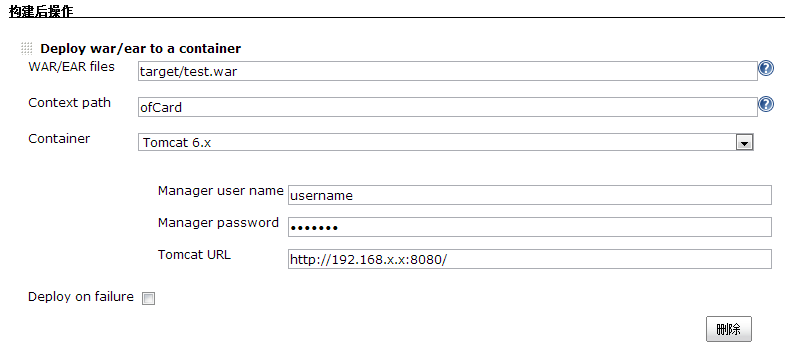 构建后操作
Deploy war/ear to a container
WAR/EAR files target/test.war
Context path ofCard
Container Tomcat 6.x
Manager user name username
Manager password •••••••
Tomcat URL http://192.168.x.x:8080/
Deploy on failure
删除